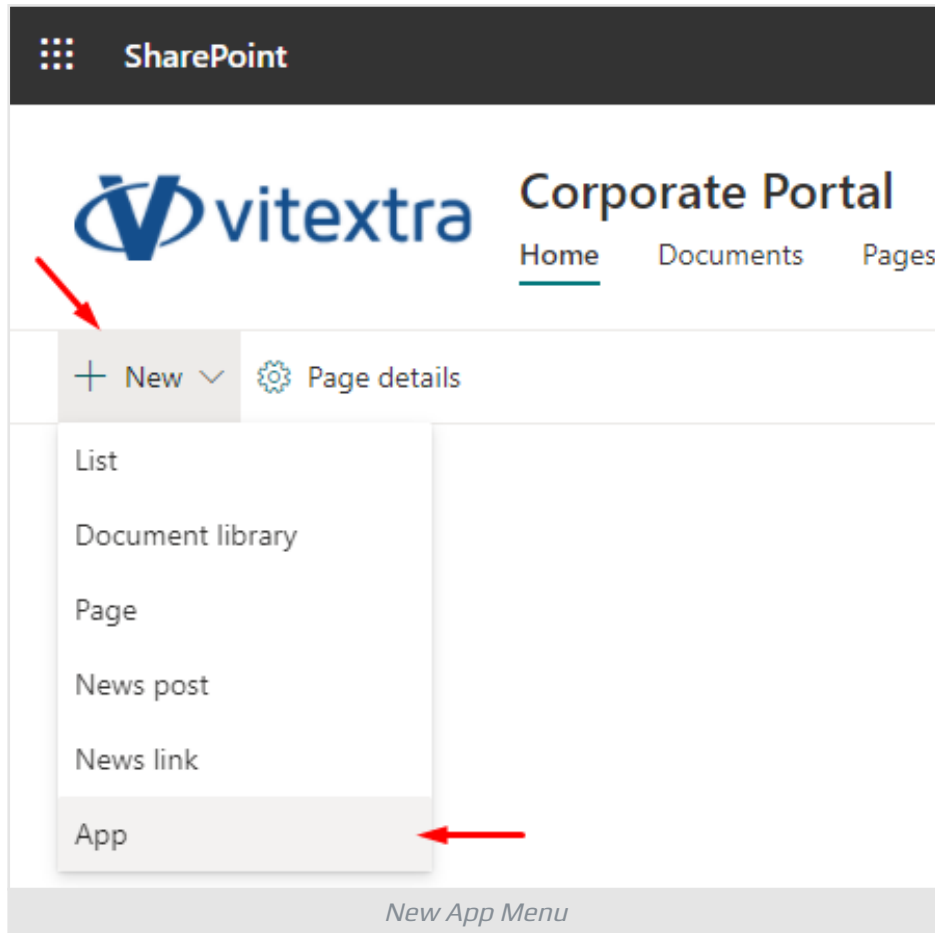 SharePoint
vitextra
Corporate Portal
Home Documents Pages
New Page details
List
Document library
Page
News post
News link
App
New App Menu